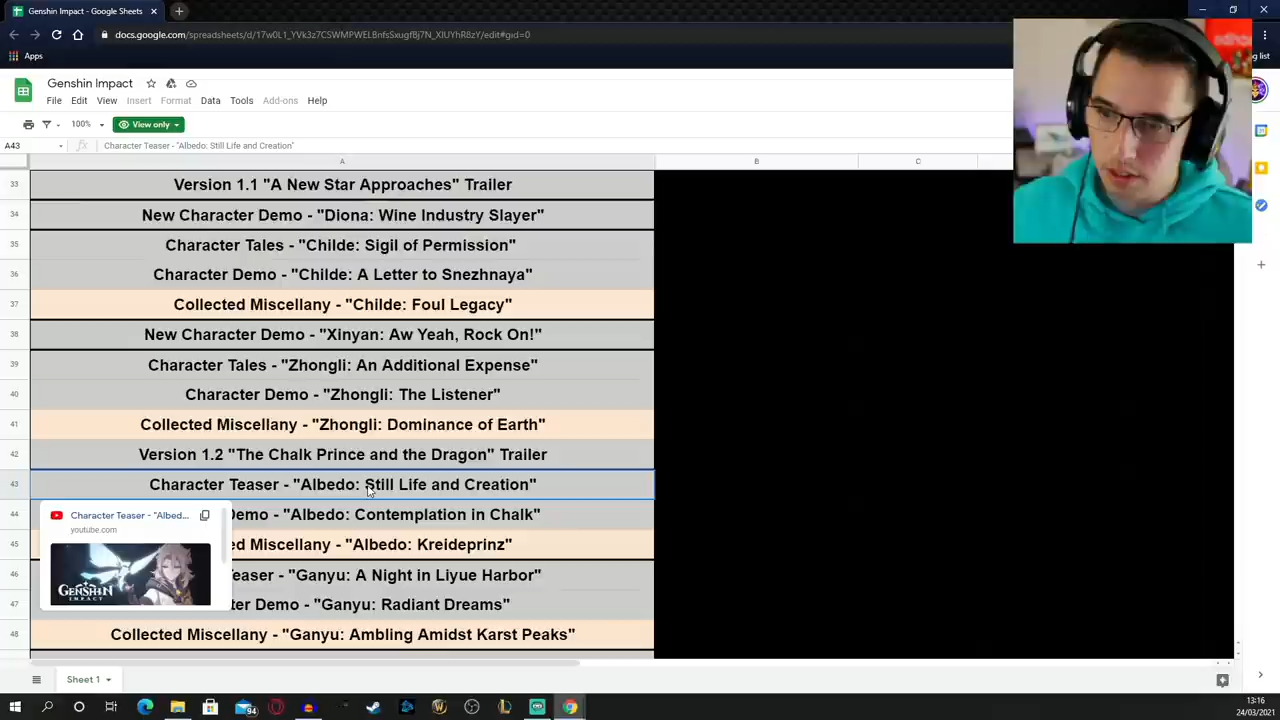 Genshin Impact - Google Sheets
docs.google.com/spreadsheets/d/17w0L1_YVk3z7CSWMPWELBnfsSxugfBj7N_XIUYhR8zY/edit#gid=0
Apps
Genshin Impact
File Edit View Insert Format Data Tools Add-ons Help
100% View only
A43 fx Character Teaser - "Albedo: Still Life and Creation"
A B C
33 Version 1.1 "A New Star Approaches" Trailer
34 New Character Demo - "Diona: Wine Industry Slayer"
35 Character Tales - "Childe: Sigil of Permission"
36 Character Demo - "Childe: A Letter to Snezhnaya"
37 Collected Miscellany - "Childe: Foul Legacy"
38 New Character Demo - "Xinyan: Aw Yeah, Rock On!"
39 Character Tales - "Zhongli: An Additional Expense"
40 Character Demo - "Zhongli: The Listener"
41 Collected Miscellany - "Zhongli: Dominance of Earth"
42 Version 1.2 "The Chalk Prince and the Dragon" Trailer
43 Character Teaser - "Albedo: Still Life and Creation"
44 Demo - "Albedo: Contemplation in Chalk"
Character Teaser - "Albed...
youtube.com
GENSHIN
IMPACT
45 ed Miscellany - "Albedo: Kreideprinz"
Teaser - "Ganyu: A Night in Liyue Harbor"
47 ter Demo - "Ganyu: Radiant Dreams"
48 Collected Miscellany - "Ganyu: Ambling Amidst Karst Peaks"
Sheet 1
94
13:16
24/03/2021